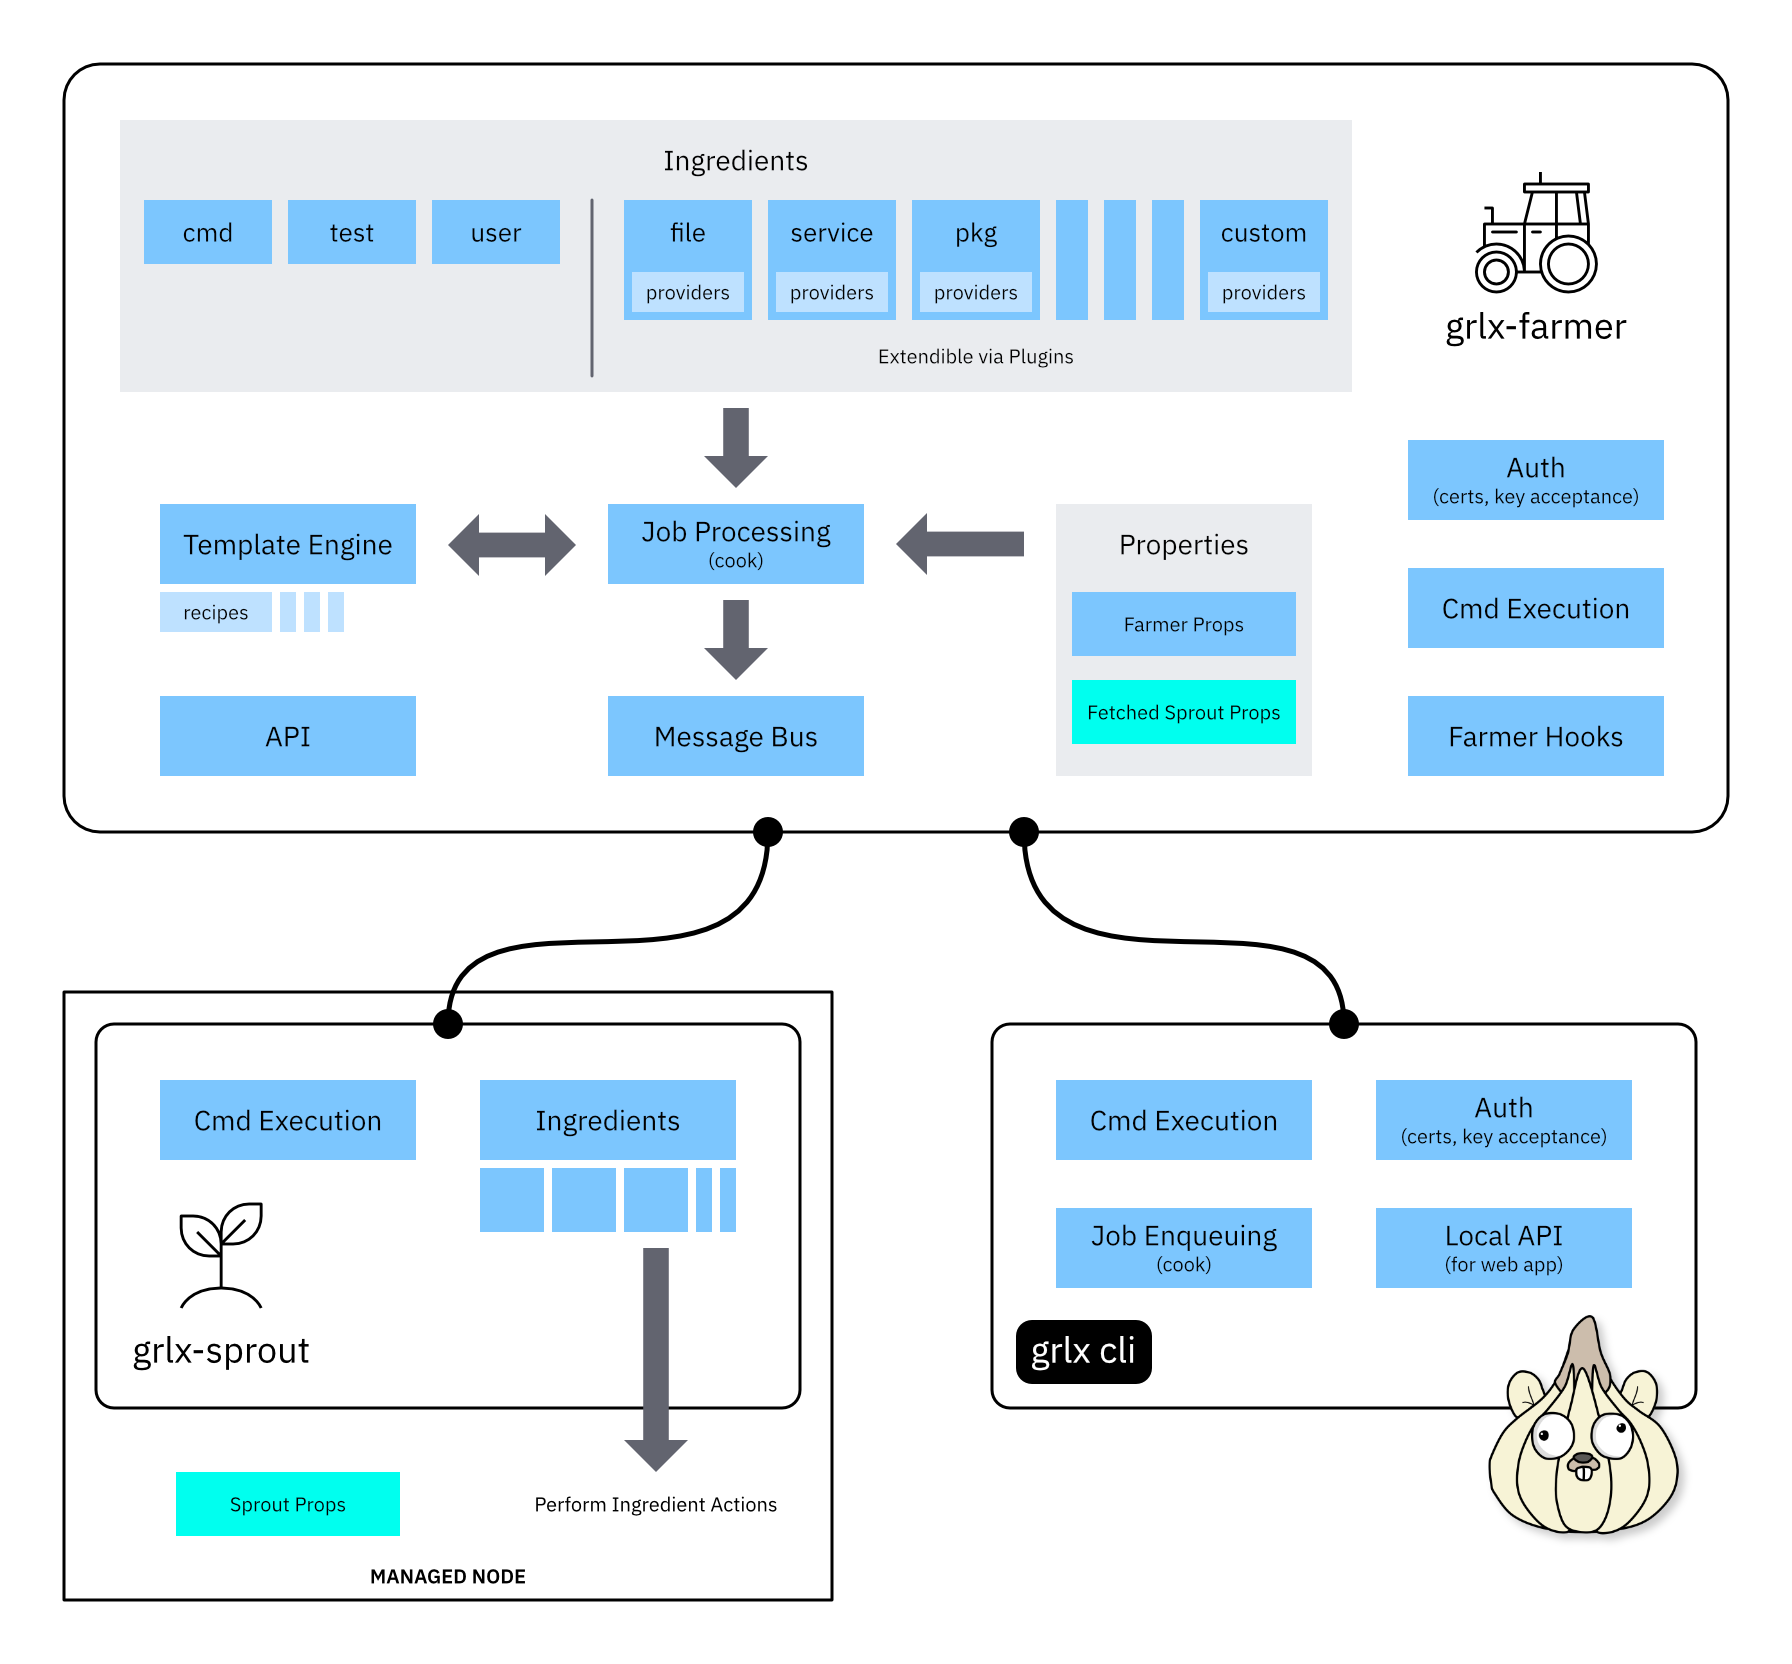 Ingredients
cmd
test
user
file
service
pkg
custom
providers
providers
providers
providers
Extendible via Plugins
grlx-farmer
Template Engine
recipes
Job Processing
(cook)
Properties
Farmer Props
Fetched Sprout Props
Auth
(certs, key acceptance)
Cmd Execution
Farmer Hooks
API
Message Bus
Cmd Execution
Ingredients
grlx-sprout
Sprout Props
Perform Ingredient Actions
MANAGED NODE
Cmd Execution
Auth
(certs, key acceptance)
Job Enqueuing
(cook)
Local API
(for web app)
grlx cli